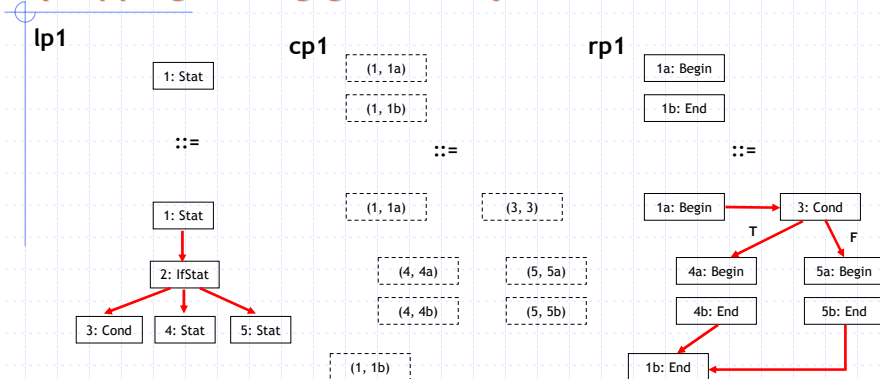 lp1
1: Stat
::=
1: Stat
2: IfStat
3: Cond
4: Stat
5: Stat
cp1
(1, 1a)
(1, 1b)
::=
(1, 1a)
(3, 3)
(4, 4a)
(5, 5a)
(4, 4b)
(5, 5b)
(1, 1b)
rp1
1a: Begin
1b: End
::=
1a: Begin
3: Cond
T
F
4a: Begin
5a: Begin
4b: End
5b: End
1b: End